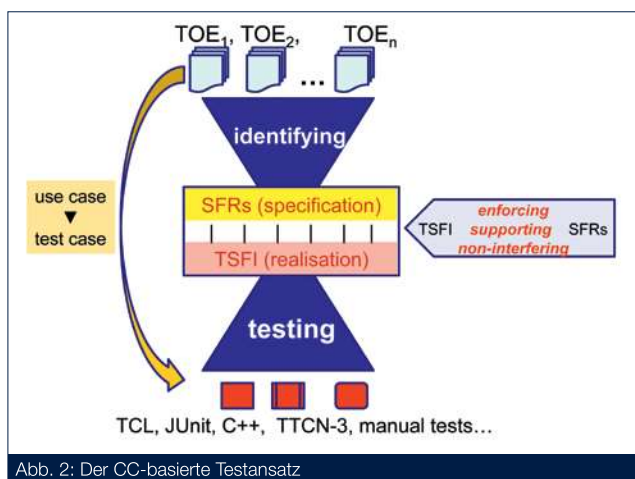 TOE1, TOE2, TOEn
...
identifying
use case
▼
test case
SFRs (specification)
TSFI (realisation)
TSFI enforcing supporting non-interfering SFRs
testing
TCL, JUnit, C++, TTCN-3, manual tests...
Abb. 2: Der CC-basierte Testansatz